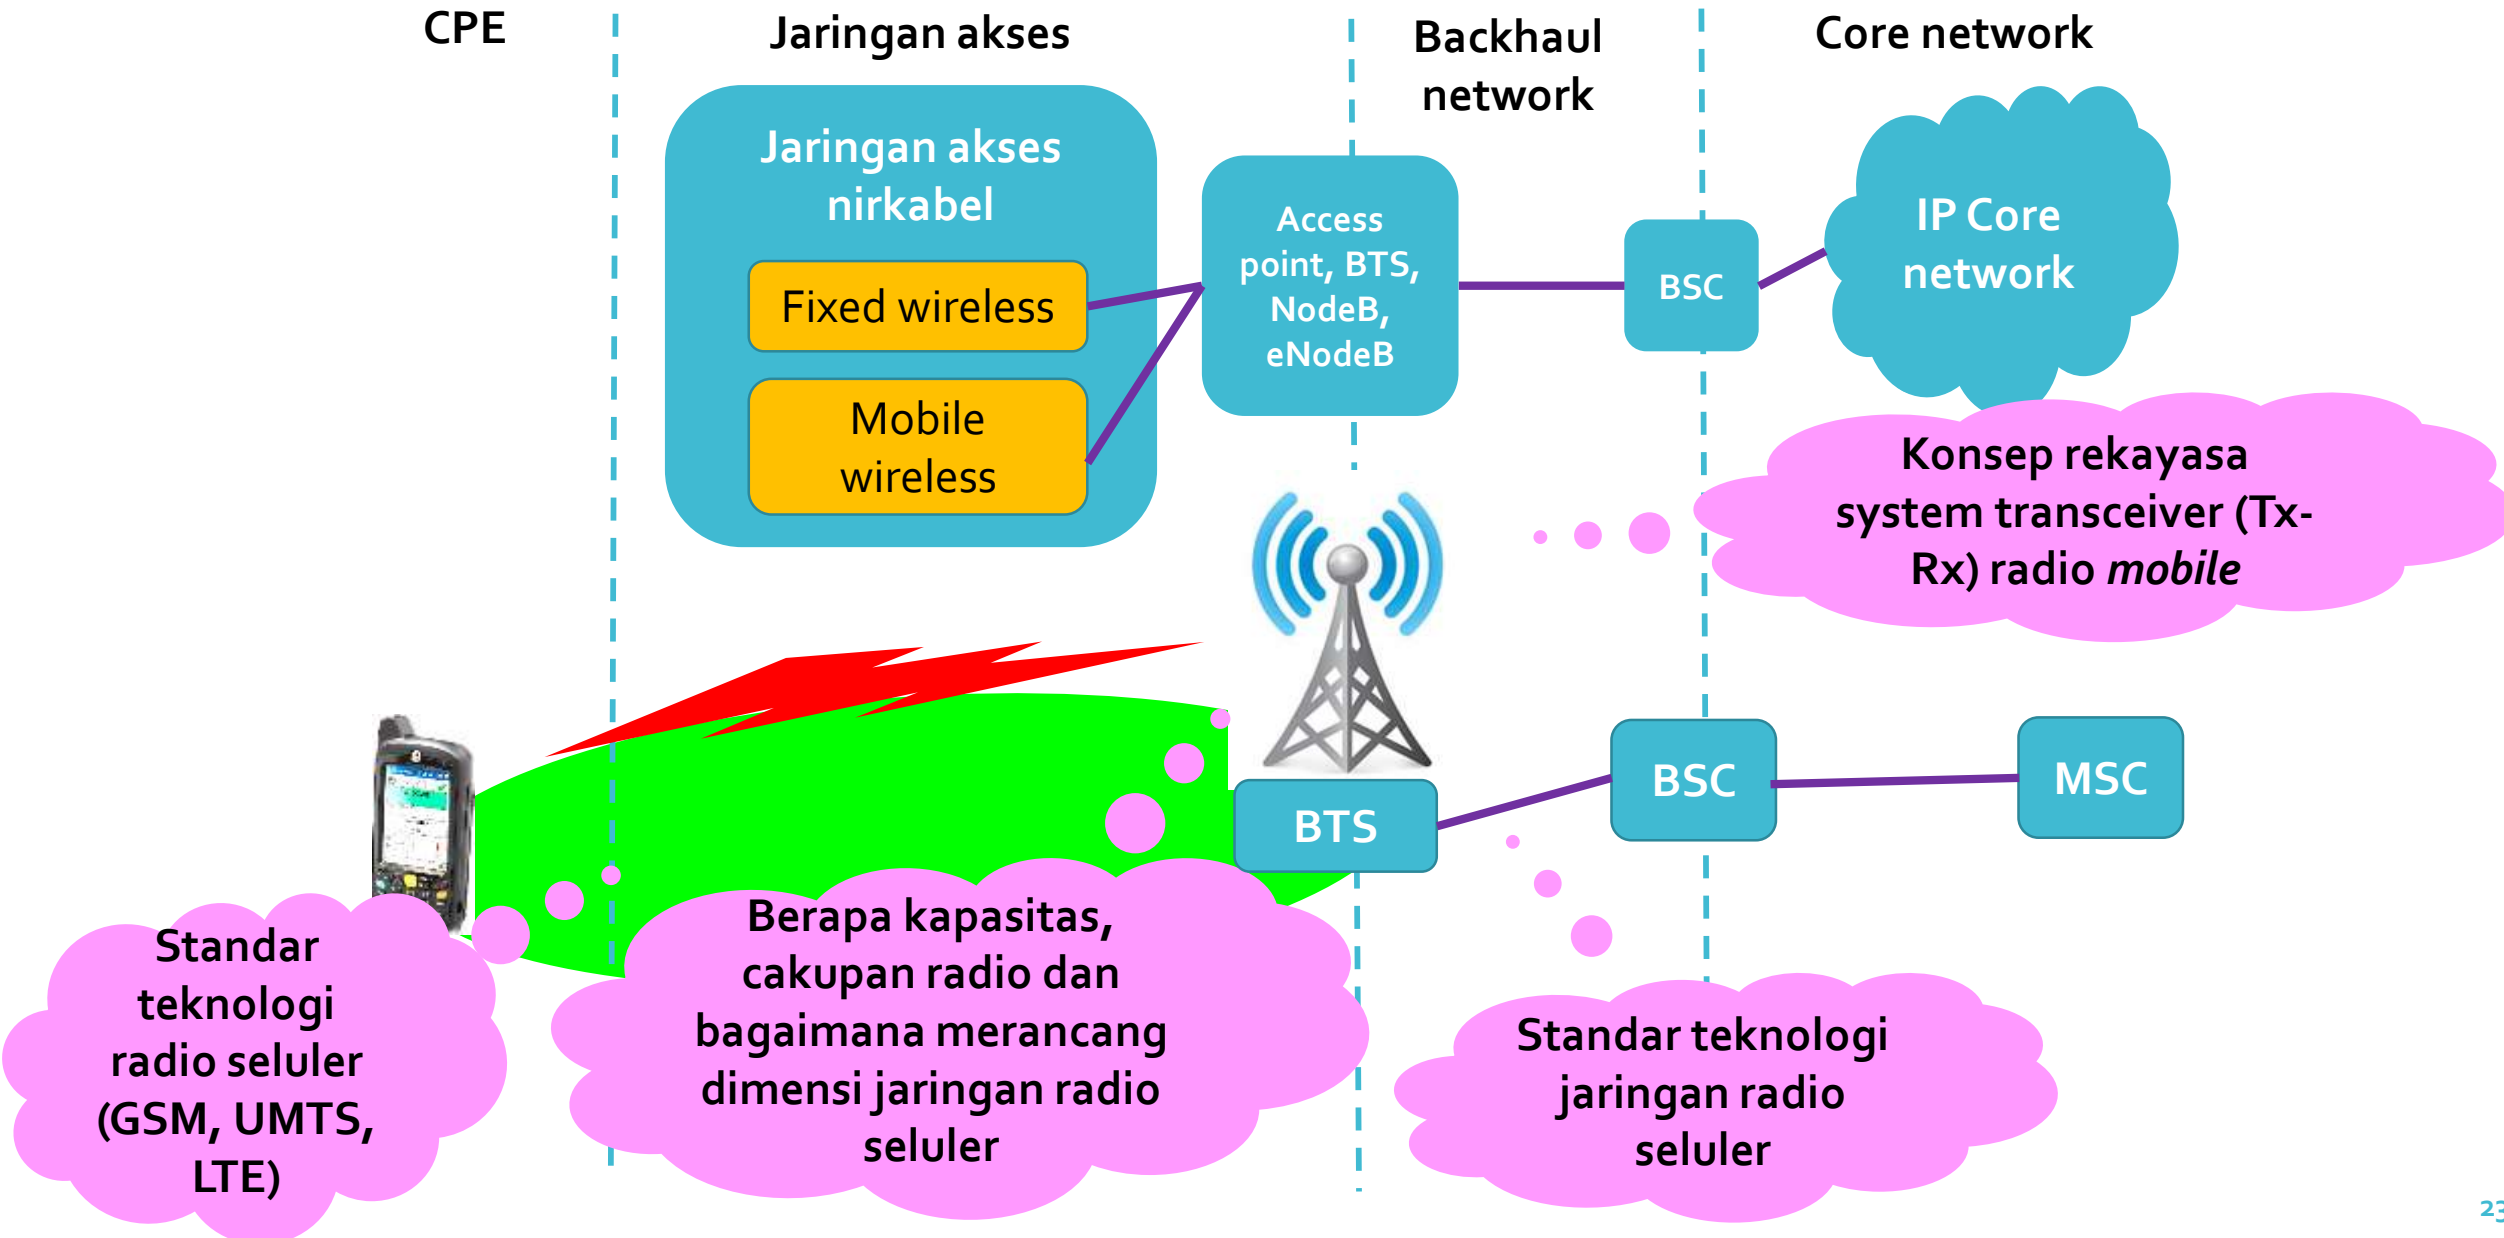 CPE
Jaringan akses
Backhaul
network
Core network
Jaringan akses
nirkabel
Fixed wireless
Mobile
wireless
Access
point, BTS,
NodeB,
eNodeB
BSC
IP Core
network
Konsep rekayasa
system transceiver (Tx-
Rx) radio mobile
BTS
BSC
MSC
Standar
teknologi
radio seluler
(GSM, UMTS,
LTE)
Berapa kapasitas,
cakupan radio dan
bagaimana merancang
dimensi jaringan radio
seluler
Standar teknologi
jaringan radio
seluler
23